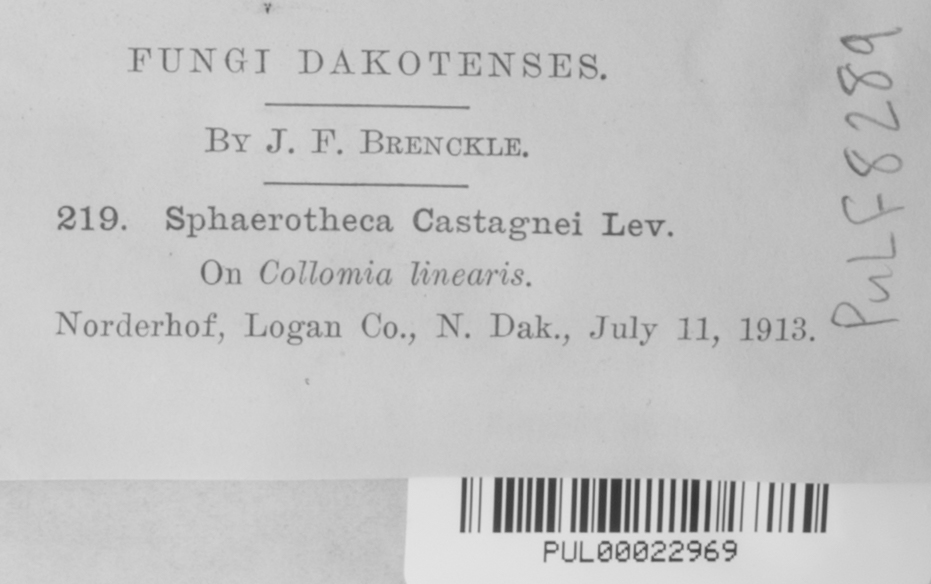 FUNGI DAKOTENSES.
BY J. F. BRENCKLE.
219. Sphaerotheca Castagnei Lev.
On Collomia linearis.
Norderhof, Logan Co., N. Dak., July 11, 1913.
PuLF8289
PUL00022969